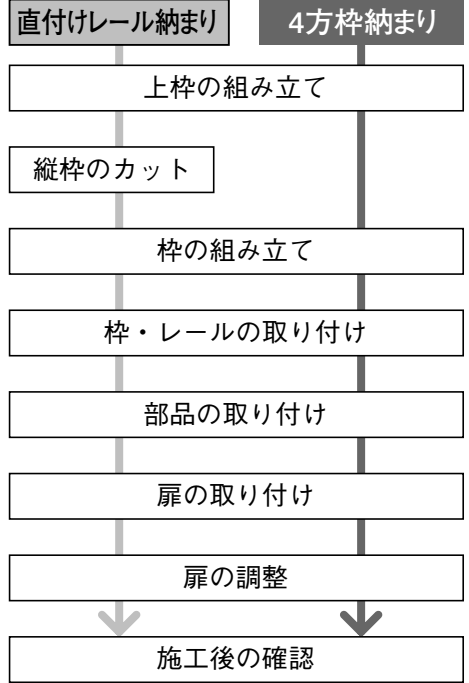 直付けレール納まり
4方枠納まり
上枠の組み立て
縦枠のカット
枠の組み立て
枠・レールの取り付け
部品の取り付け
扉の取り付け
扉の調整
施工後の確認